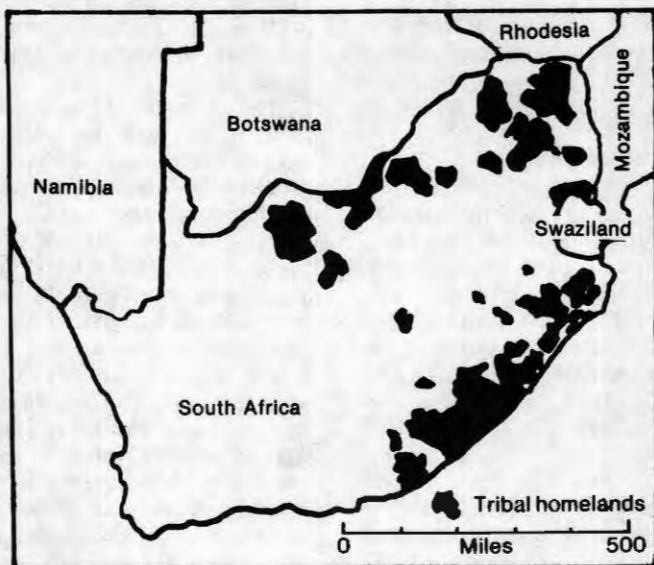 Rhodesia
Mozambique
Botswana
Namibia
Swaziland
South Africa
Tribal homelands
0 Miles 500